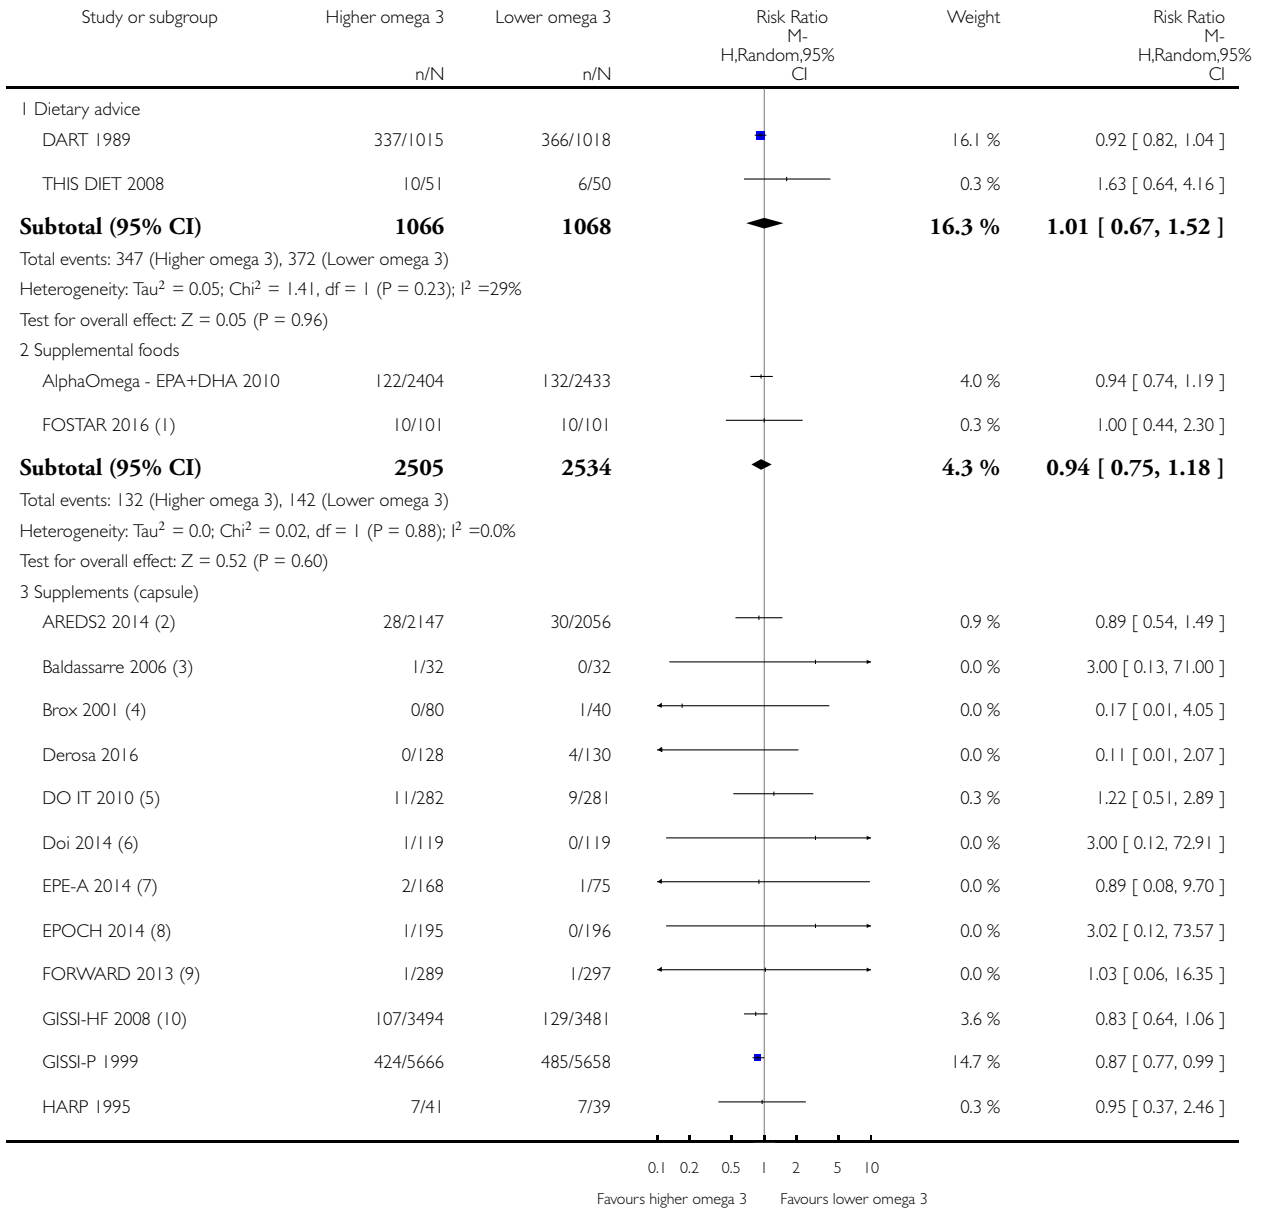 Study or subgroup Higher omega 3 Lower omega 3 Risk Ratio Weight Risk Ratio
M- M-
H,Random,95% H,Random,95%
n/N n/N CI CI
1 Dietary advice
DART 1989 337/1015 366/1018 16.1 % 0.92 [ 0.82, 1.04 ]
THIS DIET 2008 10/51 6/50 0.3 % 1.63 [ 0.64, 4.16 ]
Subtotal (95% CI) 1066 1068 16.3 % 1.01 [ 0.67, 1.52 ]
Total events: 347 (Higher omega 3), 372 (Lower omega 3)
Heterogeneity: Tau² = 0.05; Chi² = 1.41, df = 1 (P = 0.23); I² =29%
Test for overall effect: Z = 0.05 (P = 0.96)
2 Supplemental foods
AlphaOmega - EPA+DHA 2010 122/2404 132/2433 4.0 % 0.94 [ 0.74, 1.19 ]
FOSTAR 2016 (1) 10/101 10/101 0.3 % 1.00 [ 0.44, 2.30 ]
Subtotal (95% CI) 2505 2534 4.3 % 0.94 [ 0.75, 1.18 ]
Total events: 132 (Higher omega 3), 142 (Lower omega 3)
Heterogeneity: Tau² = 0.0; Chi² = 0.02, df = 1 (P = 0.88); I² =0.0%
Test for overall effect: Z = 0.52 (P = 0.60)
3 Supplements (capsule)
AREDS2 2014 (2) 28/2147 30/2056 0.9 % 0.89 [ 0.54, 1.49 ]
Baldassarre 2006 (3) 1/32 0/32 0.0 % 3.00 [ 0.13, 71.00 ]
Brox 2001 (4) 0/80 1/40 0.0 % 0.17 [ 0.01, 4.05 ]
Derosa 2016 0/128 4/130 0.0 % 0.11 [ 0.01, 2.07 ]
DO IT 2010 (5) 11/282 9/281 0.3 % 1.22 [ 0.51, 2.89 ]
Doi 2014 (6) 1/119 0/119 0.0 % 3.00 [ 0.12, 72.91 ]
EPE-A 2014 (7) 2/168 1/75 0.0 % 0.89 [ 0.08, 9.70 ]
EPOCH 2014 (8) 1/195 0/196 0.0 % 3.02 [ 0.12, 73.57 ]
FORWARD 2013 (9) 1/289 1/297 0.0 % 1.03 [ 0.06, 16.35 ]
GISSI-HF 2008 (10) 107/3494 129/3481 3.6 % 0.83 [ 0.64, 1.06 ]
GISSI-P 1999 424/5666 485/5658 14.7 % 0.87 [ 0.77, 0.99 ]
HARP 1995 7/41 7/39 0.3 % 0.95 [ 0.37, 2.46 ]
0.1 0.2 0.5 1 2 5 10
Favours higher omega 3 Favours lower omega 3